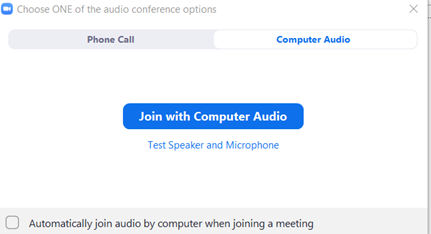 Choose ONE of the audio conference options
Phone Call
Computer Audio
Join with Computer Audio
Test Speaker and Microphone
Automatically join audio by computer when joining a meeting